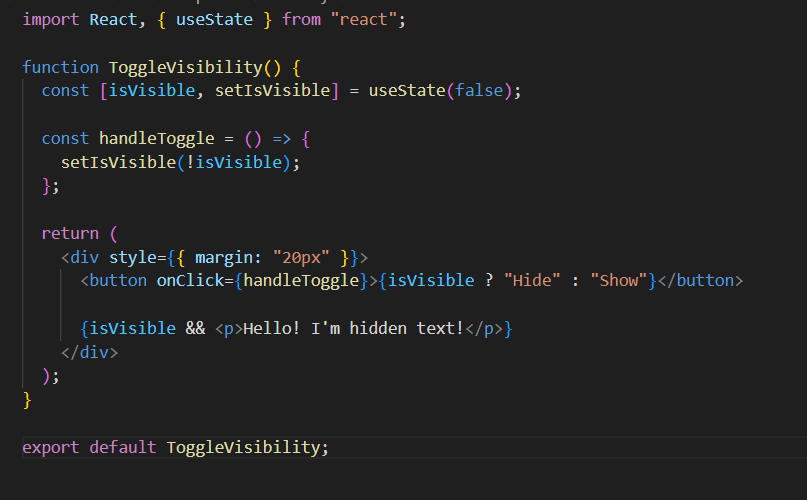 import React, { useState } from "react";
function ToggleVisibility() {
const [isVisible, setIsVisible] = useState(false);
const handleToggle = () => {
setIsVisible(!isVisible);
};
return (
<div style={{ margin: "20px" }}>
<button onClick={handleToggle}>{isVisible ? "Hide" : "Show"}</button>
{isVisible && <p>Hello! I'm hidden text!</p>}
</div>
);
}
export default ToggleVisibility;